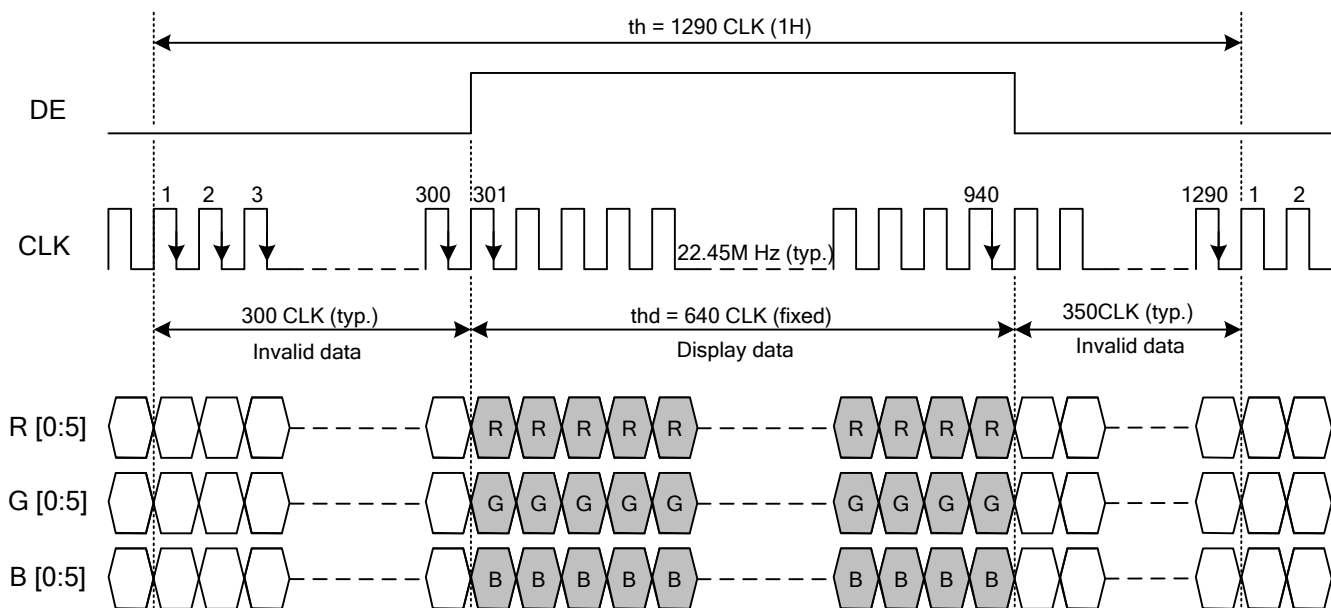 th = 1290 CLK (1H)
DE
1 2 3 300 301 940 1290 1 2
CLK
22.45M Hz (typ.)
300 CLK (typ.) thd = 640 CLK (fixed) 350CLK (typ.)
Invalid data Display data Invalid data
R [0:5] R R R R R R R R R
G [0:5] G G G G G G G G G
B [0:5] B B B B B B B B B